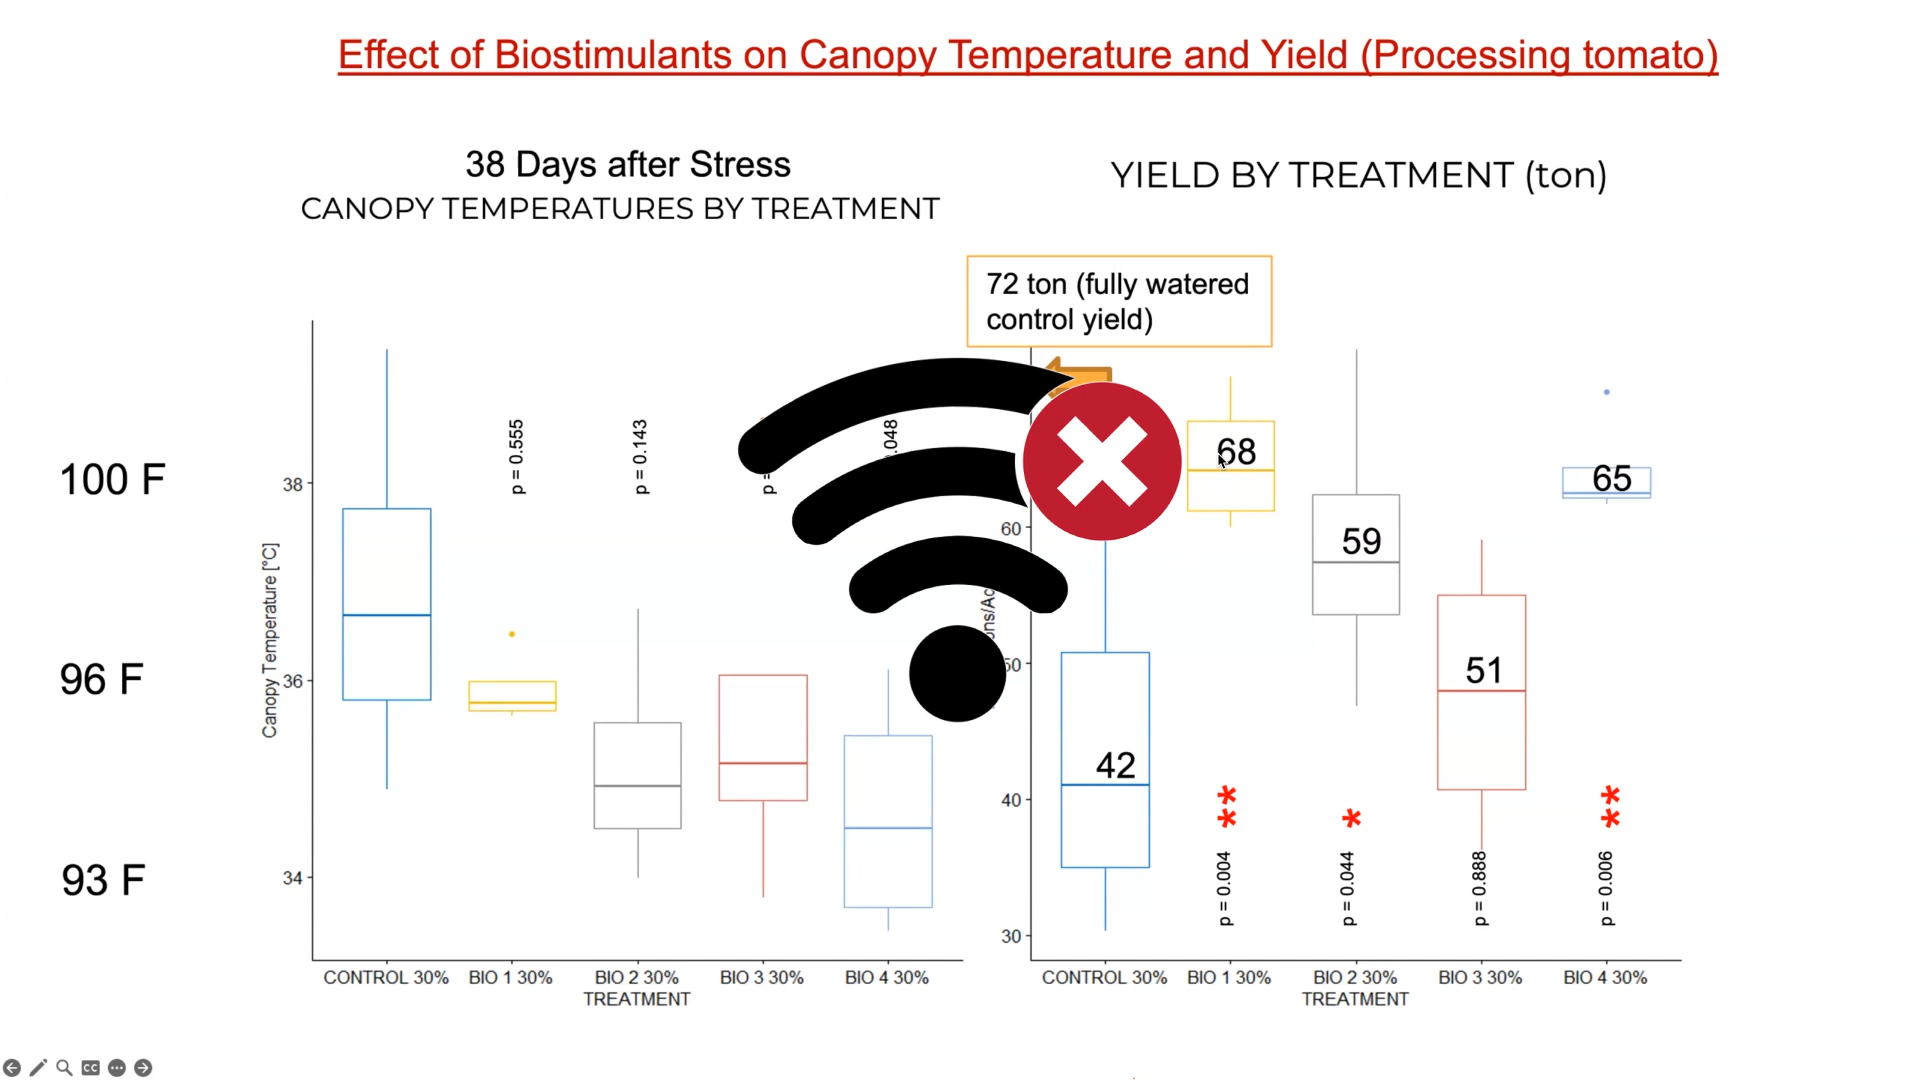 Effect of Biostimulants on Canopy Temperature and Yield (Processing tomato)
38 Days after Stress
CANOPY TEMPERATURES BY TREATMENT
YIELD BY TREATMENT (ton)
72 ton (fully watered
control yield)
100 F
96 F
93 F
Canopy Temperature [°C]
38
36
34
p = 0.555
p = 0.143
p =
.048
CONTROL 30%
BIO 1 30%
BIO 2 30%
BIO 3 30%
BIO 4 30%
TREATMENT
60
50
40
30
42
68
59
51
65
**
*
**
p = 0.004
p = 0.044
p = 0.888
p = 0.006
CONTROL 30%
BIO 1 30%
BIO 2 30%
BIO 3 30%
BIO 4 30%
TREATMENT
CC